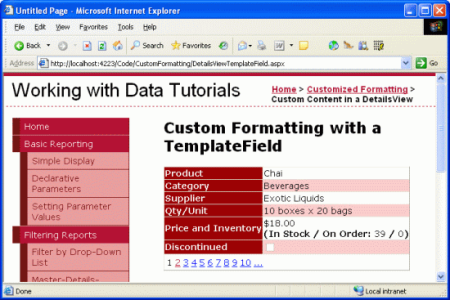 Untitled Page - Microsoft Internet Explorer
File Edit View Favorites Tools Help
Back Search Favorites
Address http://localhost:4223/Code/CustomFormatting/DetailsViewTemplateField.aspx Go
Working with Data Tutorials
Home > Customized Formatting >
Custom Content in a DetailsView
Home
Basic Reporting
Simple Display
Declarative
Parameters
Setting Parameter
Values
Filtering Reports
Filter by Drop-Down
List
Master-Details-
Custom Formatting with a
TemplateField
Product Chai
Category Beverages
Supplier Exotic Liquids
Qty/Unit 10 boxes x 20 bags
Price and Inventory $18.00
(In Stock / On Order: 39 / 0)
Discontinued
1 2 3 4 5 6 7 8 9 10 ...
Done Local intranet